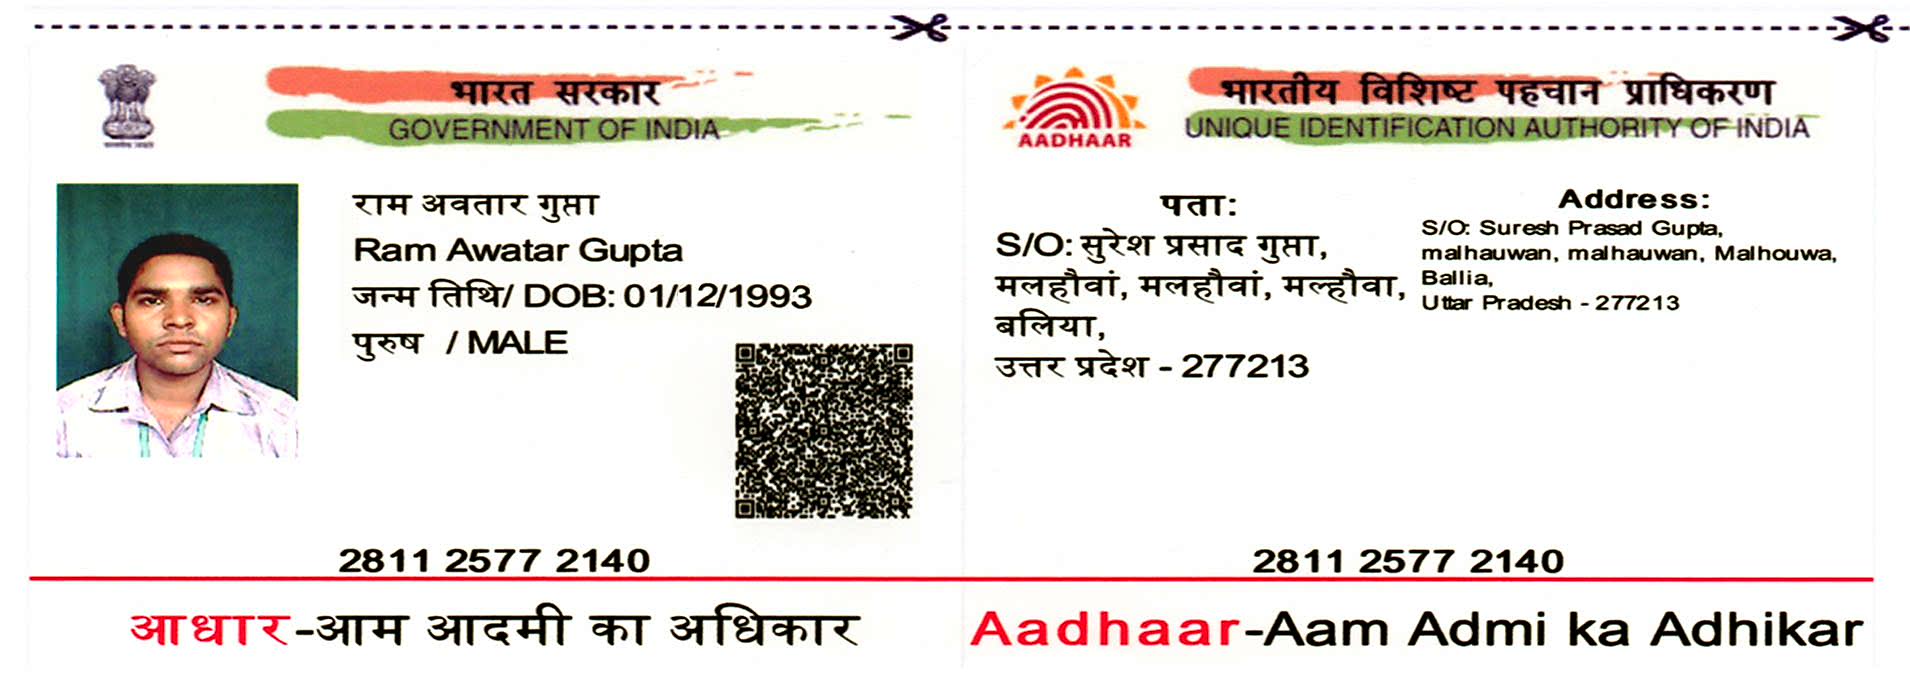 भारत सरकार
GOVERNMENT OF INDIA
राम अवतार गुप्ता
Ram Awatar Gupta
जन्म तिथि/ DOB: 01/12/1993
पुरुष / MALE
2811 2577 2140
आधार-आम आदमी का अधिकार
भारतीय विशिष्ट पहचान प्राधिकरण
UNIQUE IDENTIFICATION AUTHORITY OF INDIA
AADHAAR
पता:
S/O: सुरेश प्रसाद गुप्ता,
मलहौवां, मलहौवां, मल्हौवा,
बलिया,
उत्तर प्रदेश - 277213
Address:
S/O: Suresh Prasad Gupta,
malhauwan, malhauwan, Malhouwa,
Ballia,
Uttar Pradesh - 277213
2811 2577 2140
Aadhaar-Aam Admi ka Adhikar